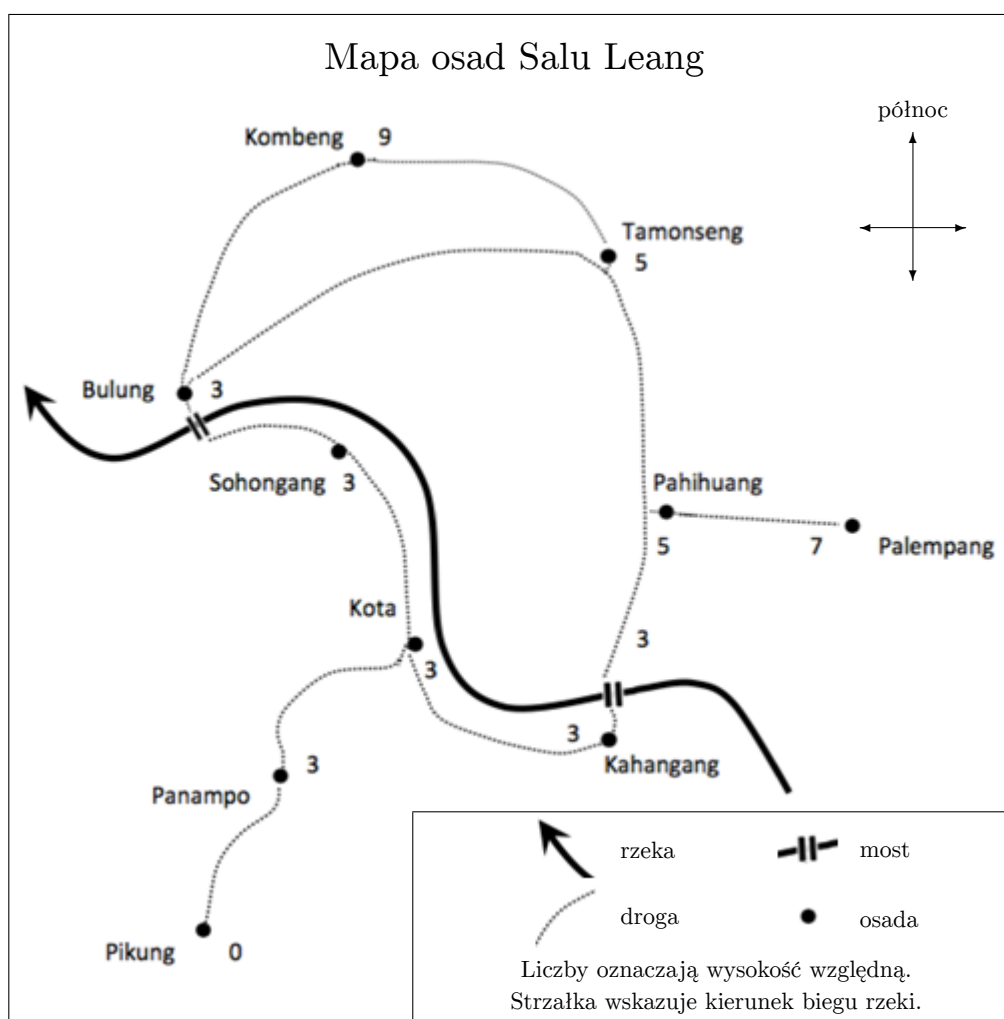 Mapa osad Salu Leang
północ
Kombeng 9
Tamonseng
5
Bulung 3
Sohongang 3
Pahihuang
5
7 Palempang
Kota
3
3
3
Kahangang
Panampo
3
Pikung 0
rzeka
most
droga
osada
Liczby oznaczają wysokość względną.
Strzałka wskazuje kierunek biegu rzeki.